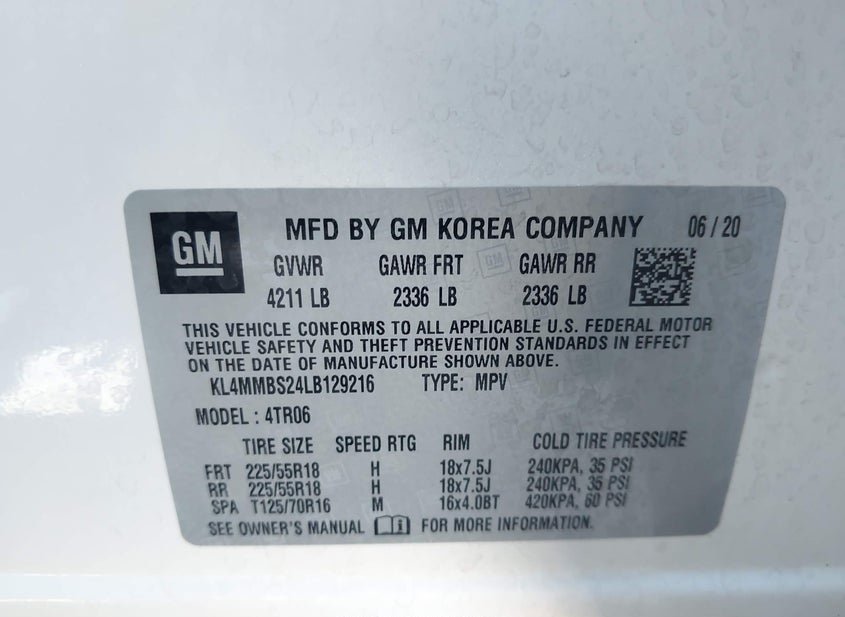 GM
MFD BY GM KOREA COMPANY 06 / 20
GVWR GAWR FRT GAWR RR
4211 LB 2336 LB 2336 LB
THIS VEHICLE CONFORMS TO ALL APPLICABLE U.S. FEDERAL MOTOR
VEHICLE SAFETY AND THEFT PREVENTION STANDARDS IN EFFECT
ON THE DATE OF MANUFACTURE SHOWN ABOVE.
KL4MMBS24LB129216 TYPE: MPV
MODEL : 4TR06
TIRE SIZE SPEED RTG RIM COLD TIRE PRESSURE
FRT 225/55R18 H 18x7.5J 240KPA, 35 PSI
RR 225/55R18 H 18x7.5J 240KPA, 35 PSI
SPA T125/70R16 M 16x4.0BT 420KPA, 60 PSI
SEE OWNER'S MANUAL FOR MORE INFORMATION.